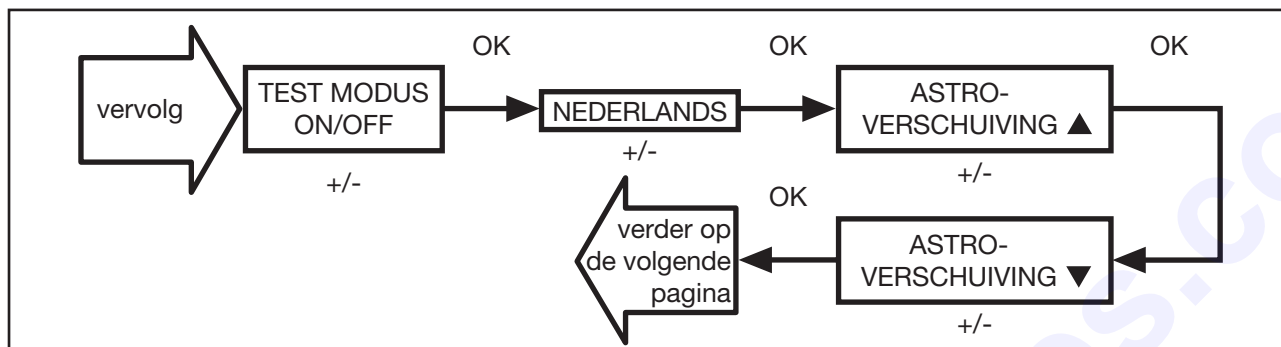 OK OK OK
vervolg
TEST MODUS
ON/OFF
+/-
NEDERLANDS
+/-
ASTRO-
VERSCHUIVING ▲
+/-
OK
ASTRO-
VERSCHUIVING ▼
+/-
verder op
de volgende
pagina